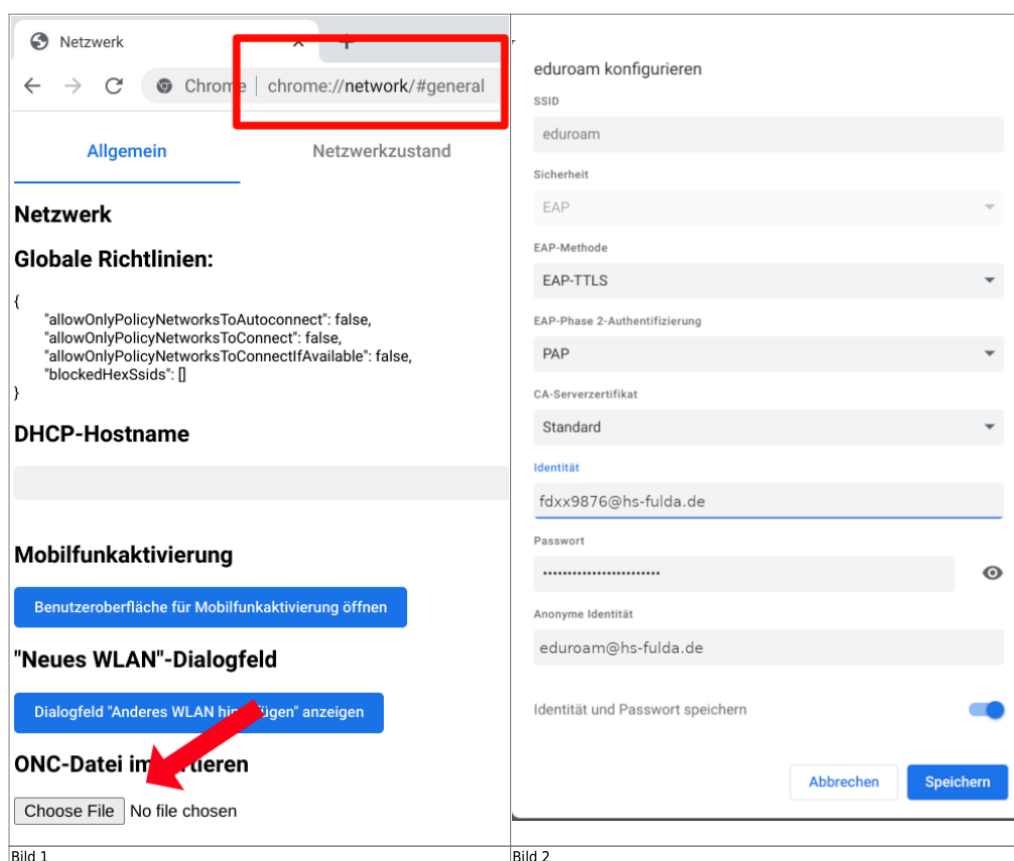 Netzwerk
Chrome | chrome://network/#general
Allgemein Netzwerkzustand
Netzwerk
Globale Richtlinien:
{
"allowOnlyPolicyNetworksToAutoconnect": false,
"allowOnlyPolicyNetworksToConnect": false,
"allowOnlyPolicyNetworksToConnectIfAvailable": false,
"blockedHexSsids": []
}
DHCP-Hostname
Mobilfunkaktivierung
Benutzeroberfläche für Mobilfunkaktivierung öffnen
"Neues WLAN"-Dialogfeld
Dialogfeld "Anderes WLAN hinzufügen" anzeigen
ONC-Datei importieren
Choose File No file chosen
Bild 1
eduroam konfigurieren
SSID
eduroam
Sicherheit
EAP
EAP-Methode
EAP-TTLS
EAP-Phase 2-Authentifizierung
PAP
CA-Serverzertifikat
Standard
Identität
fdxx9876@hs-fulda.de
Passwort
••••••••••••••••••••••••
Anonyme Identität
eduroam@hs-fulda.de
Identität und Passwort speichern
Abbrechen Speichern
Bild 2